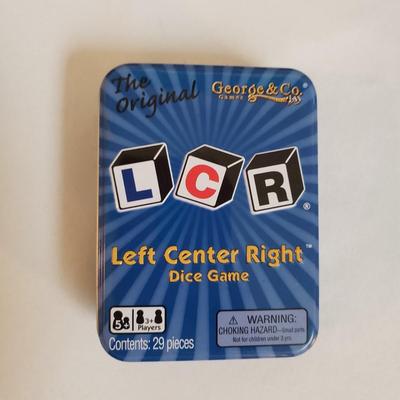 The Original
George & Co.
Games
L C R ®
Left Center Right™
Dice Game
5+
3+ Players
Contents: 29 pieces
WARNING:
CHOKING HAZARD—Small parts
Not for children under 3 yrs.